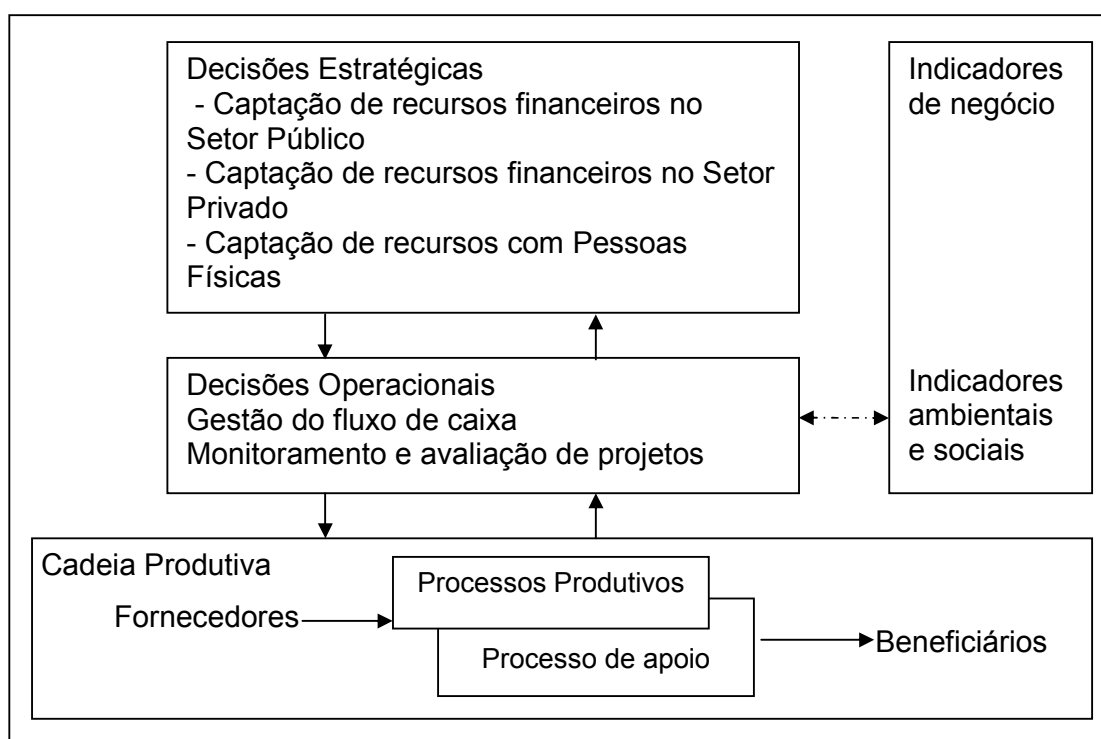 Decisões Estratégicas
- Captação de recursos financeiros no
Setor Público
- Captação de recursos financeiros no Setor
Privado
- Captação de recursos com Pessoas
Físicas
Indicadores
de negócio
Decisões Operacionais
Gestão do fluxo de caixa
Monitoramento e avaliação de projetos
Indicadores
ambientais
e sociais
Cadeia Produtiva
Fornecedores
Processos Produtivos
Processo de apoio
Beneficiários